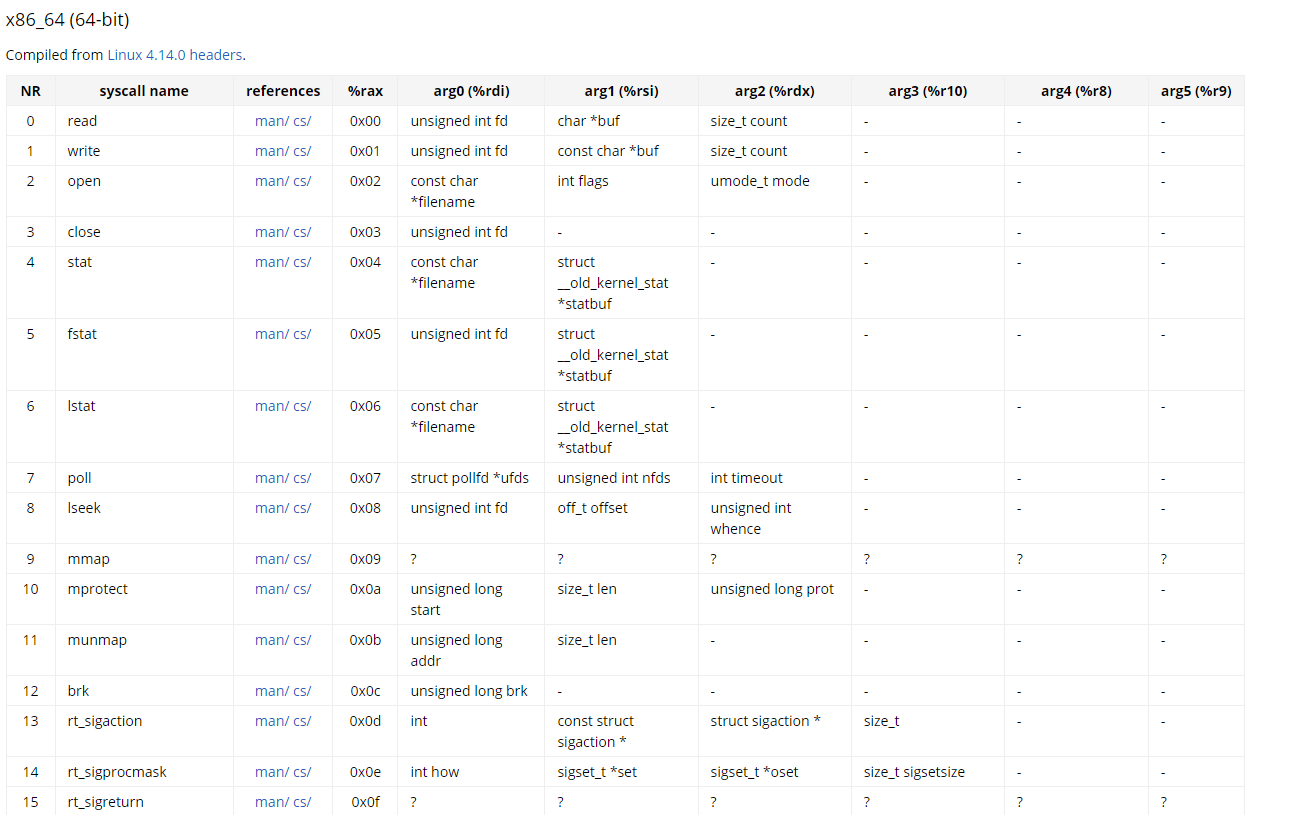 x86_64 (64-bit)
Compiled from Linux 4.14.0 headers.
NR syscall name references %rax arg0 (%rdi) arg1 (%rsi) arg2 (%rdx) arg3 (%r10) arg4 (%r8) arg5 (%r9)
0 read man/ cs/ 0x00 unsigned int fd char *buf size_t count - - -
1 write man/ cs/ 0x01 unsigned int fd const char *buf size_t count - - -
2 open man/ cs/ 0x02 const char int flags umode_t mode - - -
*filename
3 close man/ cs/ 0x03 unsigned int fd - - - - -
4 stat man/ cs/ 0x04 const char struct - - - -
*filename __old_kernel_stat
*statbuf
5 fstat man/ cs/ 0x05 unsigned int fd struct - - - -
__old_kernel_stat
*statbuf
6 lstat man/ cs/ 0x06 const char struct - - - -
*filename __old_kernel_stat
*statbuf
7 poll man/ cs/ 0x07 struct pollfd *ufds unsigned int nfds int timeout - - -
8 lseek man/ cs/ 0x08 unsigned int fd off_t offset unsigned int - - -
whence
9 mmap man/ cs/ 0x09 ? ? ? ? ? ?
10 mprotect man/ cs/ 0x0a unsigned long size_t len unsigned long prot - - -
start
11 munmap man/ cs/ 0x0b unsigned long size_t len - - - -
addr
12 brk man/ cs/ 0x0c unsigned long brk - - - - -
13 rt_sigaction man/ cs/ 0x0d int const struct struct sigaction * size_t - -
sigaction *
14 rt_sigprocmask man/ cs/ 0x0e int how sigset_t *set sigset_t *oset size_t sigsetsize - -
15 rt_sigreturn man/ cs/ 0x0f ? ? ? ? ? ?